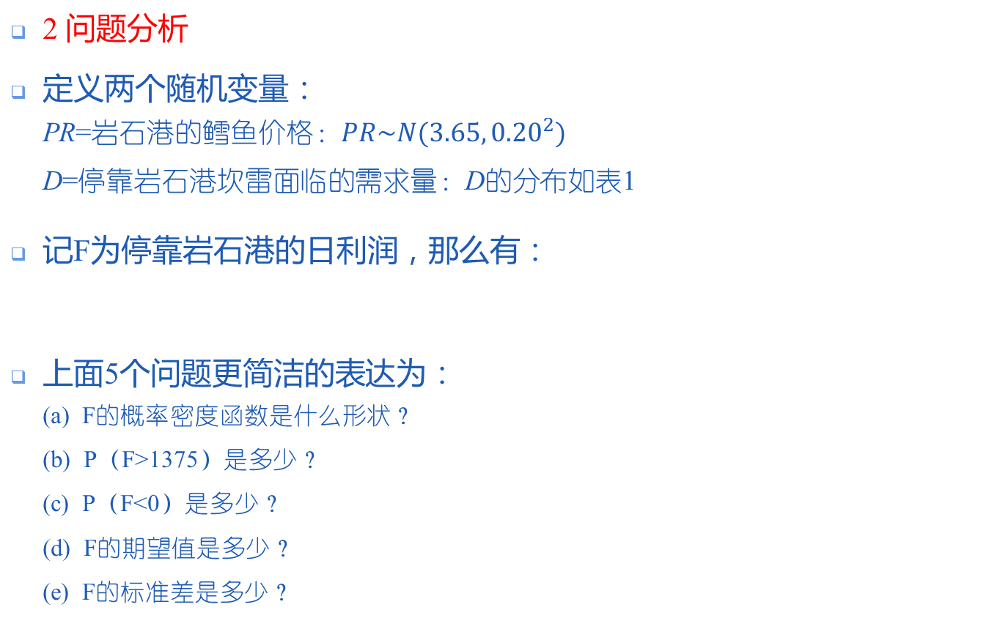 2 问题分析
定义两个随机变量：
PR=岩石港的鳕鱼价格：PR~N(3.65,0.20²)
D=停靠岩石港坎雷面临的需求量：D的分布如表1
记F为停靠岩石港的日利润，那么有：
上面5个问题更简洁的表达为：
(a) F的概率密度函数是什么形状？
(b) P（F>1375）是多少？
(c) P（F<0）是多少？
(d) F的期望值是多少？
(e) F的标准差是多少？